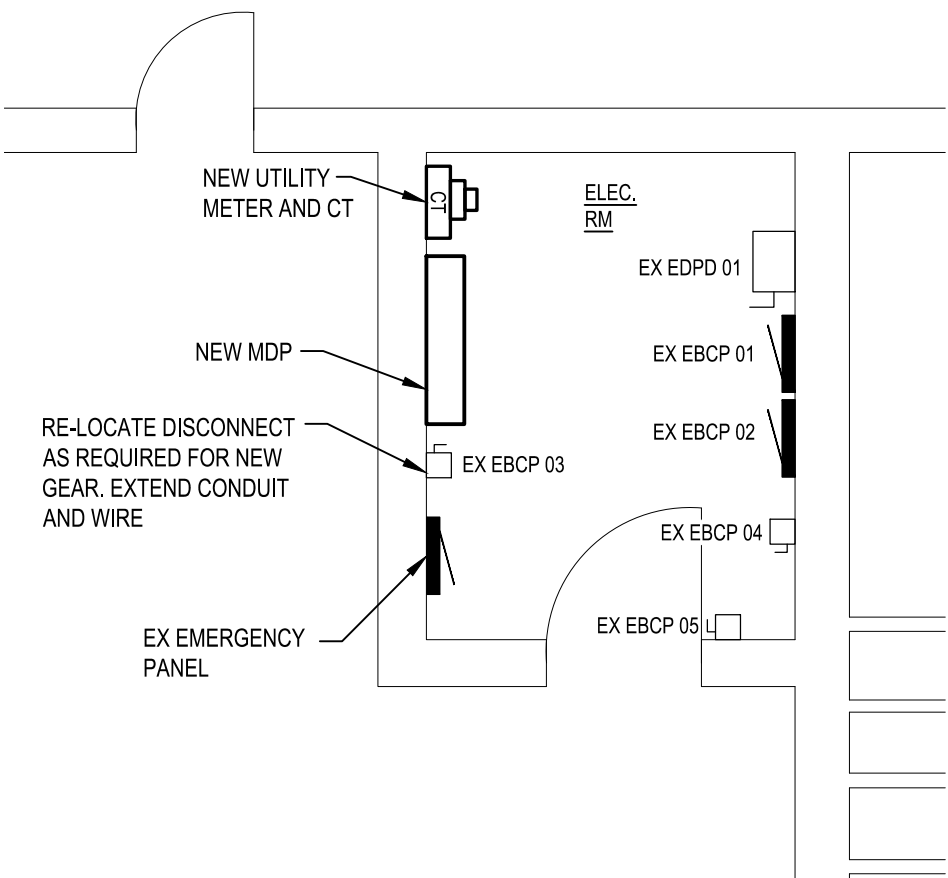 NEW UTILITY
METER AND CT
CT
ELEC.
RM
EX EDPD 01
NEW MDP
EX EBCP 01
EX EBCP 02
RE-LOCATE DISCONNECT
AS REQUIRED FOR NEW
GEAR. EXTEND CONDUIT
AND WIRE
EX EBCP 03
EX EBCP 04
EX EMERGENCY
PANEL
EX EBCP 05